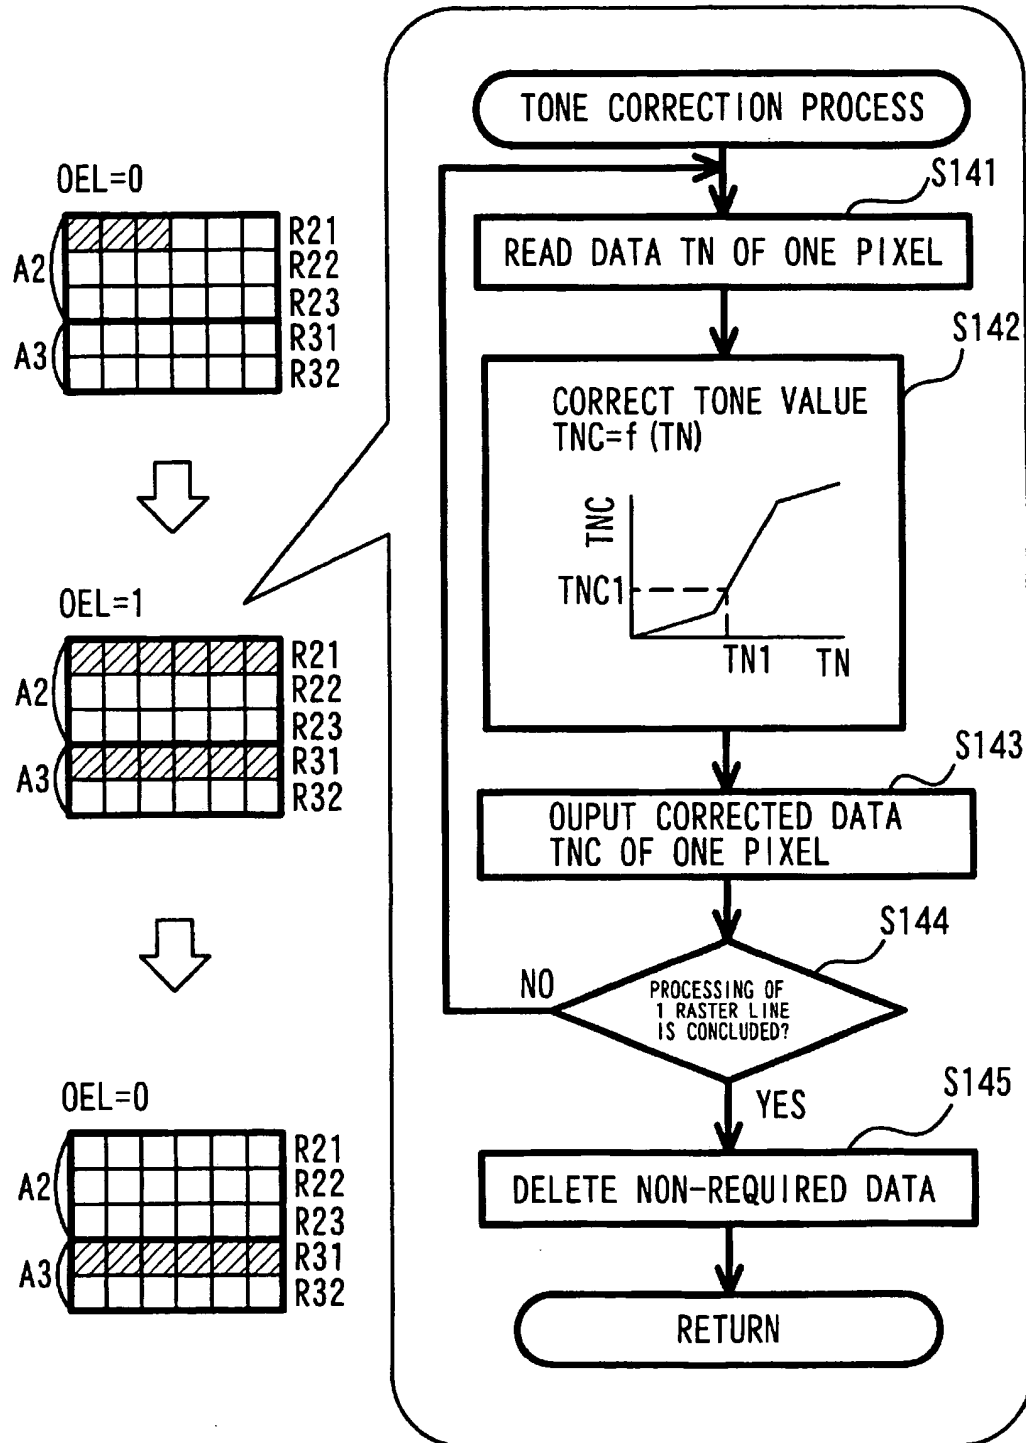 OEL=0
A2
A3
R21
R22
R23
R31
R32
OEL=1
A2
A3
R21
R22
R23
R31
R32
OEL=0
A2
A3
R21
R22
R23
R31
R32
TONE CORRECTION PROCESS
S141
READ DATA TN OF ONE PIXEL
S142
CORRECT TONE VALUE
TNC=f (TN)
TNC
TNC1
TN1
TN
S143
OUPUT CORRECTED DATA
TNC OF ONE PIXEL
S144
NO
PROCESSING OF
1 RASTER LINE
IS CONCLUDED?
YES
S145
DELETE NON-REQUIRED DATA
RETURN